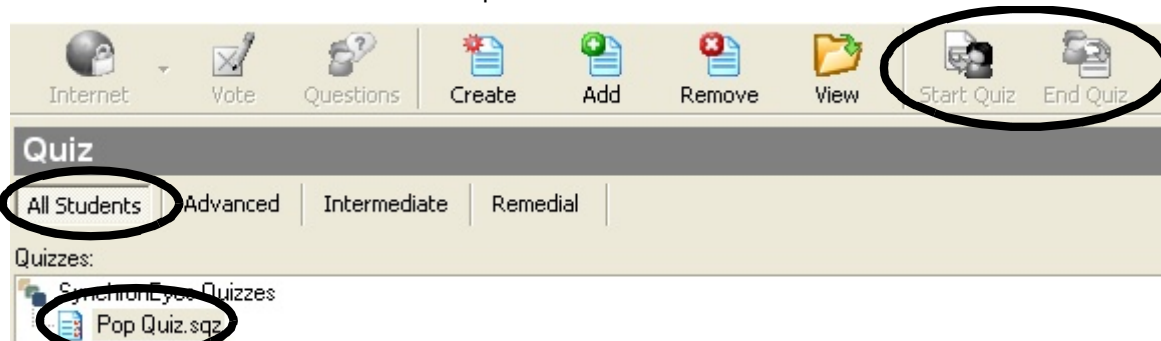 Internet Vote Questions Create Add Remove View Start Quiz End Quiz
Quiz
All Students Advanced Intermediate Remedial
Quizzes:
SynchronEyes Quizzes
Pop Quiz.sqz